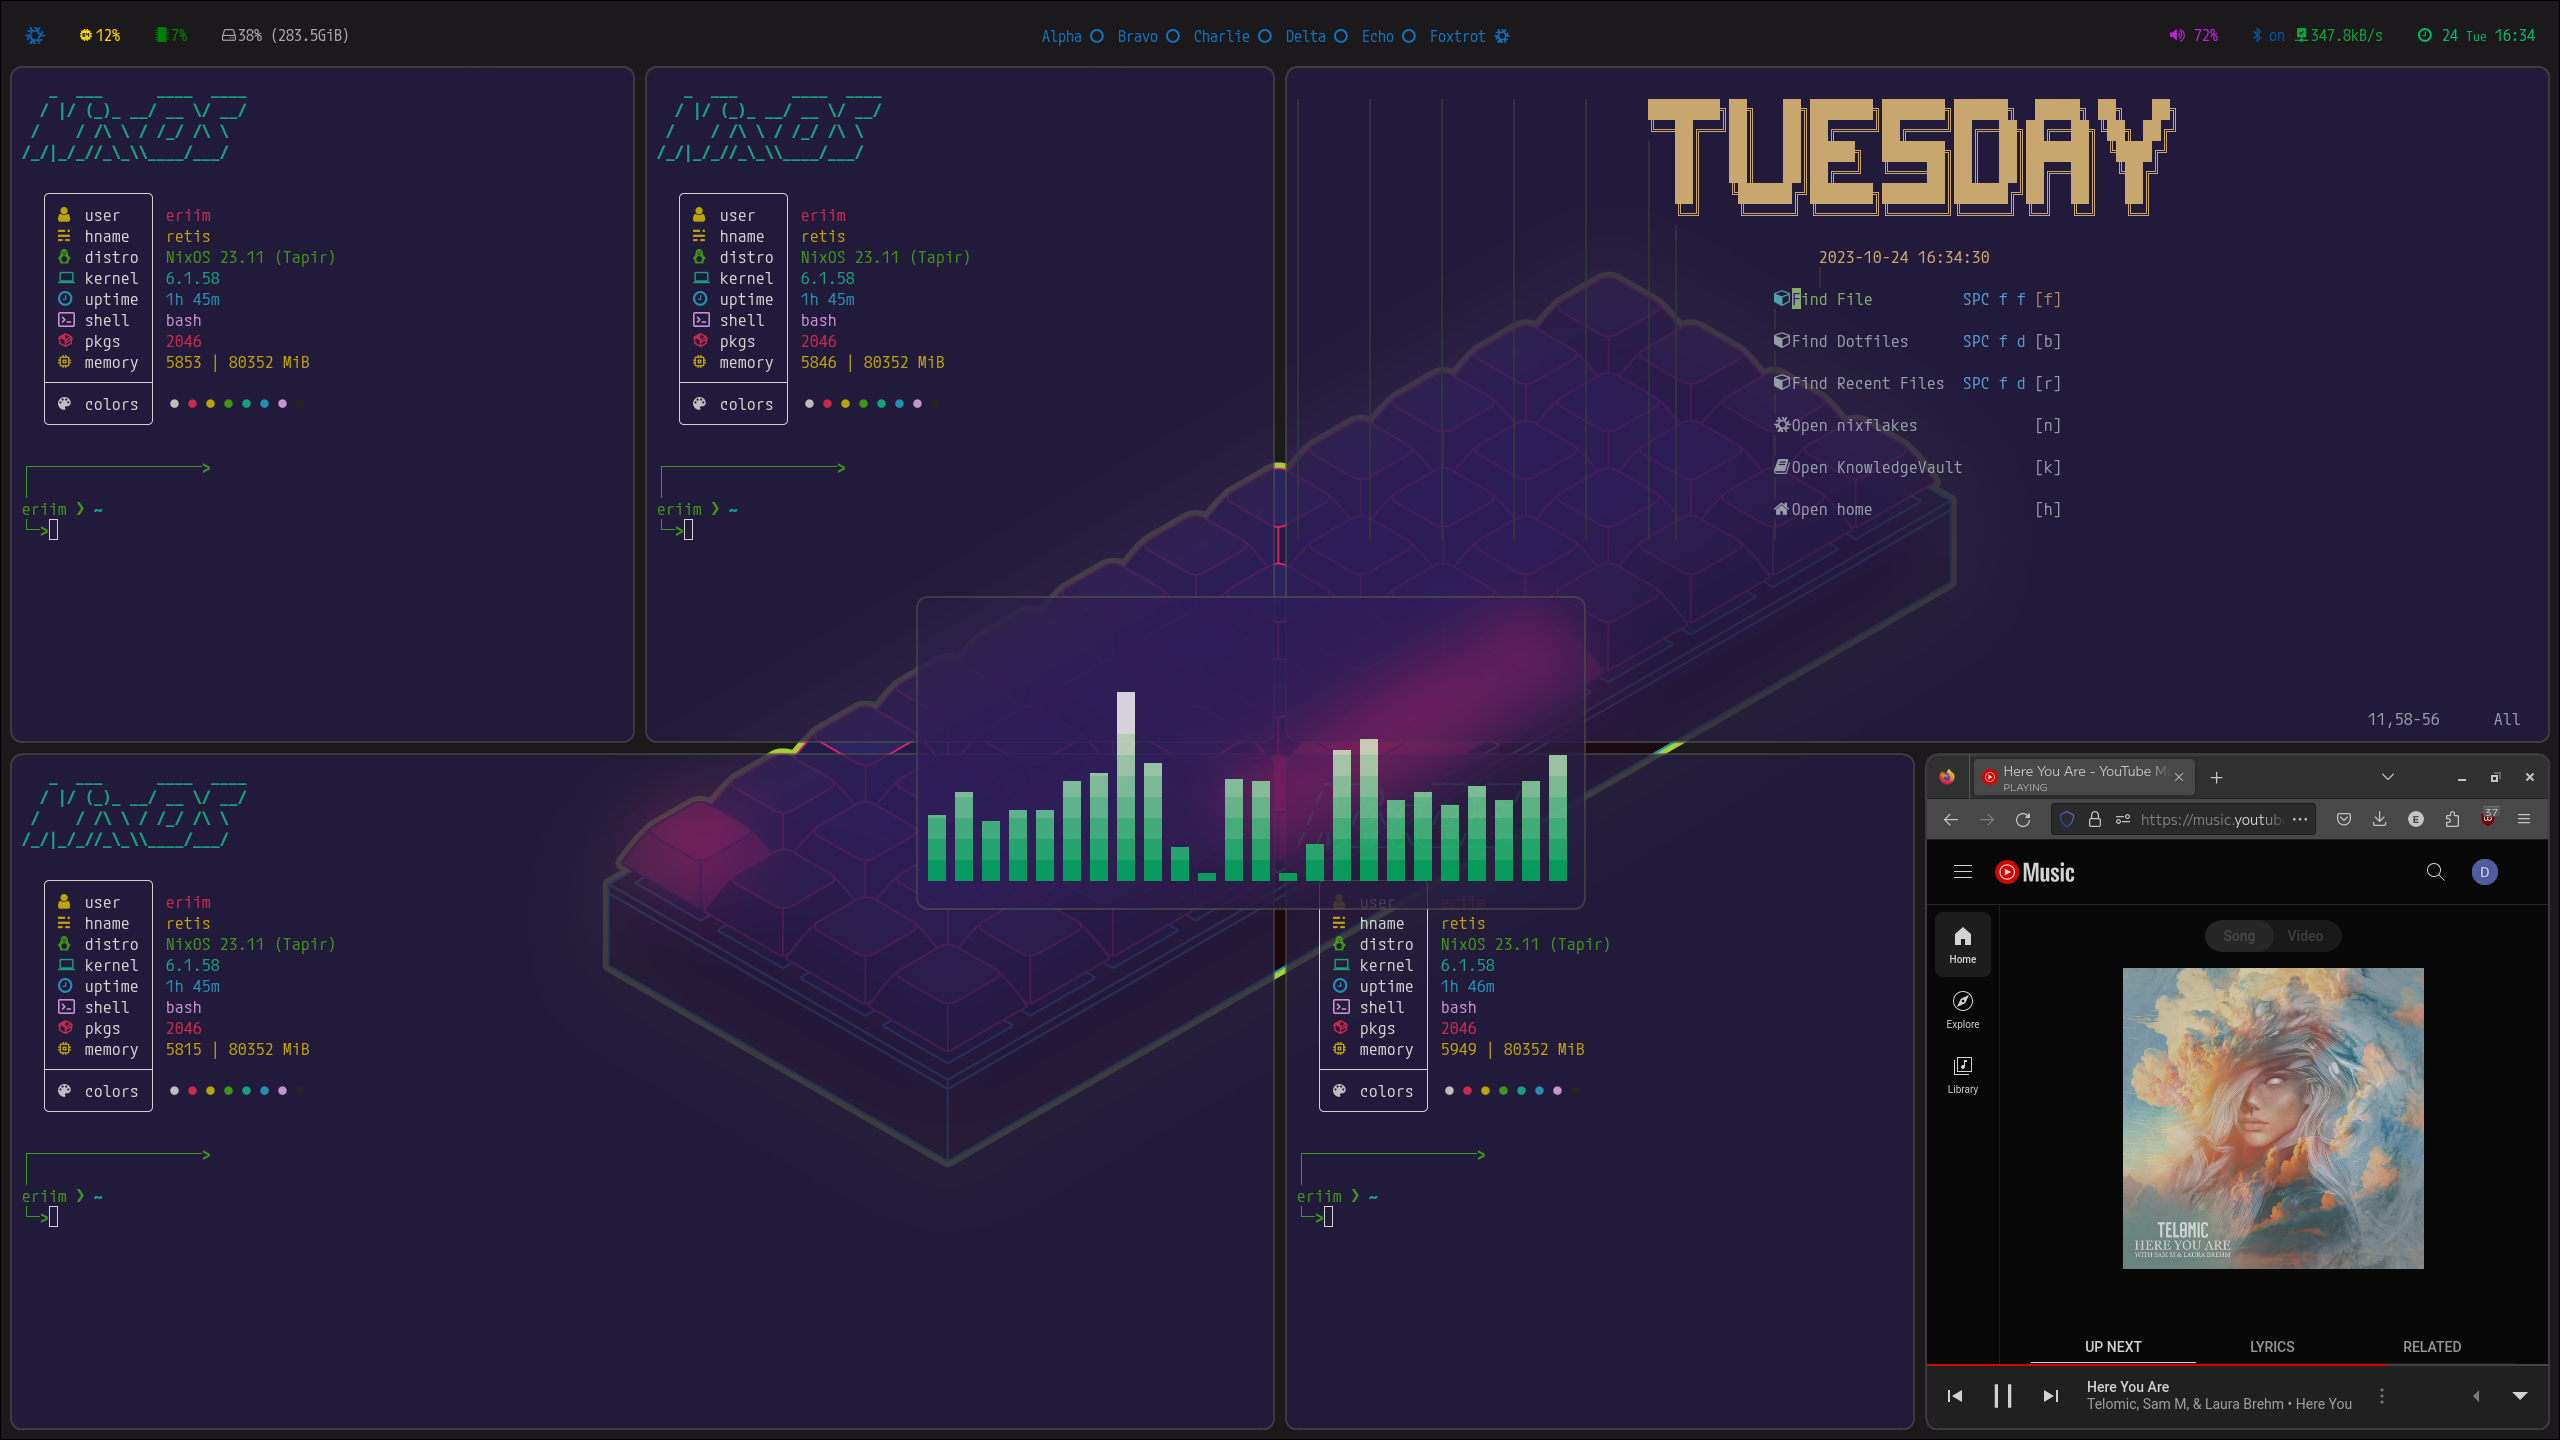 12% 7% 38% (283.5GiB) Alpha Bravo Charlie Delta Echo Foxtrot 72% on 347.8kB/s 24 Tue 16:34
user eriim
hname retis
distro NixOS 23.11 (Tapir)
kernel 6.1.58
uptime 1h 45m
shell bash
pkgs 2046
memory 5853 | 80352 MiB
colors
eriim ❯ ~
└─>
user eriim
hname retis
distro NixOS 23.11 (Tapir)
kernel 6.1.58
uptime 1h 45m
shell bash
pkgs 2046
memory 5846 | 80352 MiB
colors
eriim ❯ ~
└─>
TUESDAY
2023-10-24 16:34:30
Find File SPC f f [f]
Find Dotfiles SPC f d [b]
Find Recent Files SPC f d [r]
Open nixflakes [n]
Open KnowledgeVault [k]
Open home [h]
11,58-56 All
user eriim
hname retis
distro NixOS 23.11 (Tapir)
kernel 6.1.58
uptime 1h 45m
shell bash
pkgs 2046
memory 5815 | 80352 MiB
colors
eriim ❯ ~
└─>
user eriim
hname retis
distro NixOS 23.11 (Tapir)
kernel 6.1.58
uptime 1h 46m
shell bash
pkgs 2046
memory 5949 | 80352 MiB
colors
eriim ❯ ~
└─>
Here You Are - YouTube M
PLAYING
https://music.youtub
E
37
Music
D
Song Video
Home
Explore
Library
TELOMIC
HERE YOU ARE
WITH SAM M & LAURA BREHM
UP NEXT LYRICS RELATED
Here You Are
Telomic, Sam M, & Laura Brehm • Here You